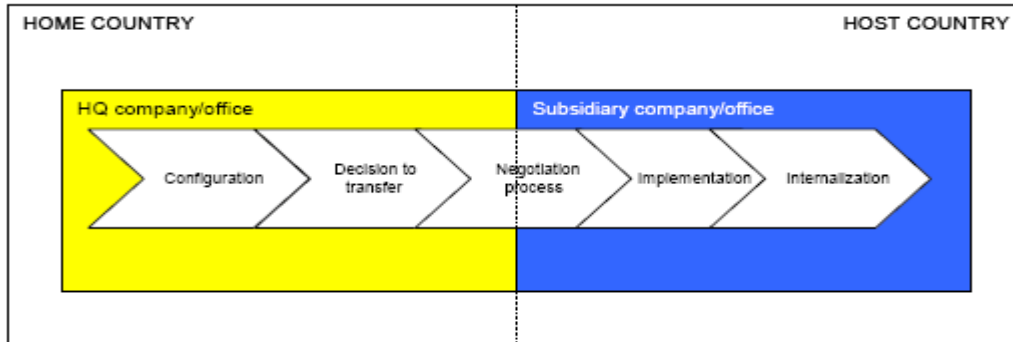 HOME COUNTRY
HOST COUNTRY
HQ company/office
Subsidiary company/office
Configuration
Decision to
transfer
Negotiation
process
Implementation
Internalization